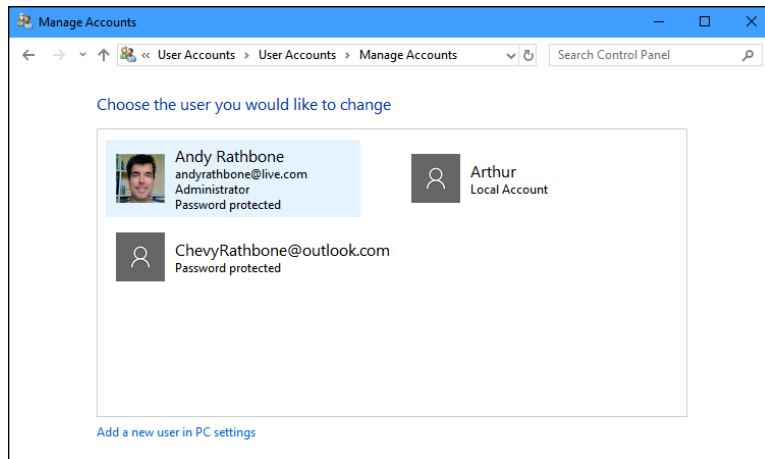 Manage Accounts
« User Accounts > User Accounts > Manage Accounts
Search Control Panel
Choose the user you would like to change
Andy Rathbone
andyrathbone@live.com
Administrator
Password protected
Arthur
Local Account
ChevyRathbone@outlook.com
Password protected
Add a new user in PC settings